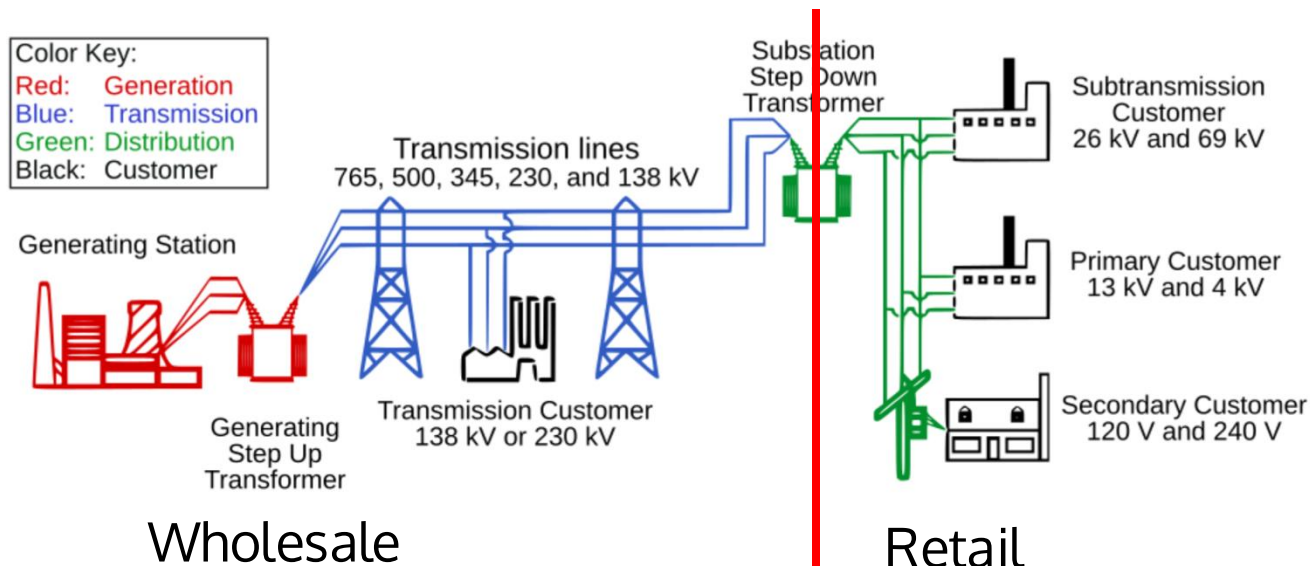 Color Key:
Red: Generation
Blue: Transmission
Green: Distribution
Black: Customer
Generating Station
Generating
Step Up
Transformer
Transmission lines
765, 500, 345, 230, and 138 kV
Transmission Customer
138 kV or 230 kV
Substation
Step Down
Transformer
Subtransmission
Customer
26 kV and 69 kV
Primary Customer
13 kV and 4 kV
Secondary Customer
120 V and 240 V
Wholesale
Retail